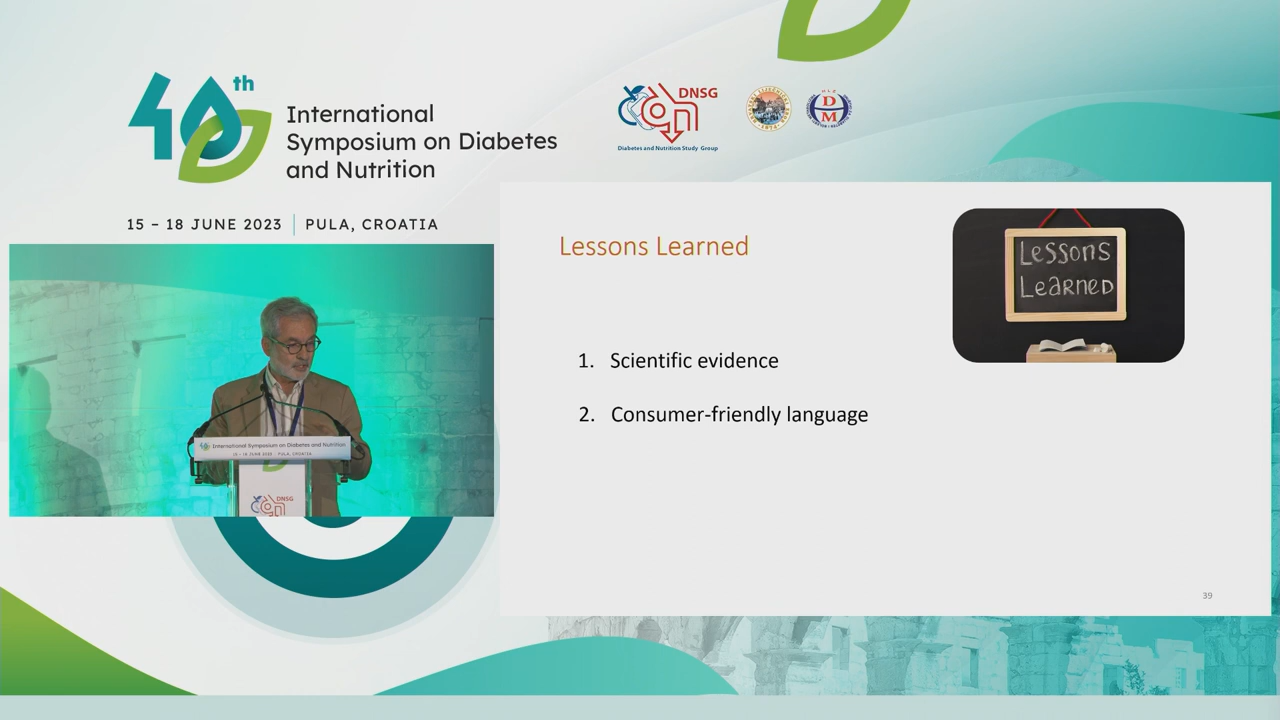 40th
International
Symposium on Diabetes
and Nutrition
15 – 18 JUNE 2023 | PULA, CROATIA
DNSG
Diabetes and Nutrition Study Group
DM
Lessons Learned
Lessons
Learned
1. Scientific evidence
2. Consumer-friendly language
39
International Symposium on Diabetes and Nutrition
15 – 18 JUNE 2023 | PULA, CROATIA
DNSG